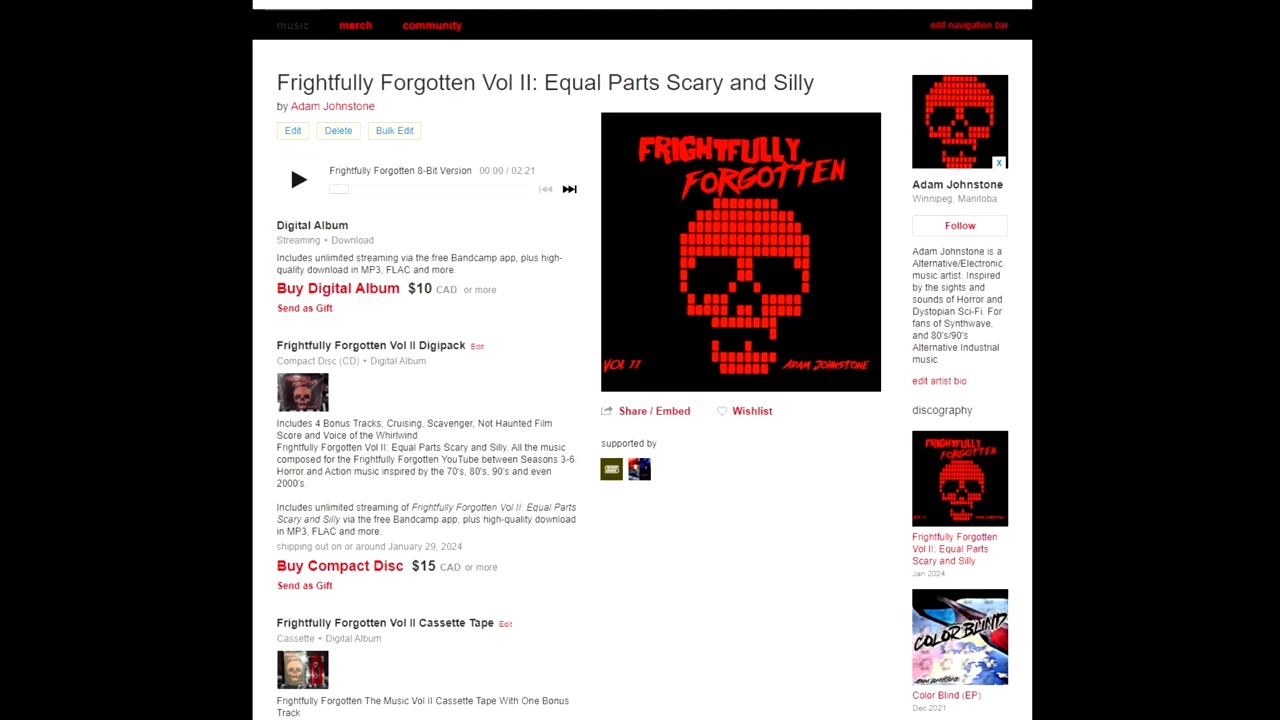 music
merch
community
edit navigation bar
Frightfully Forgotten Vol II: Equal Parts Scary and Silly
by Adam Johnstone
Edit
Delete
Bulk Edit
Frightfully Forgotten 8-Bit Version 00:00 / 02:21
Digital Album
Streaming + Download
Includes unlimited streaming via the free Bandcamp app, plus high-
quality download in MP3, FLAC and more.
Buy Digital Album $10 CAD or more
Send as Gift
Frightfully Forgotten Vol II Digipack Edit
Compact Disc (CD) + Digital Album
Includes 4 Bonus Tracks, Cruising, Scavenger, Not Haunted Film
Score and Voice of the Whirlwind
Frightfully Forgotten Vol II: Equal Parts Scary and Silly. All the music
composed for the Frightfully Forgotten YouTube between Seasons 3-6.
Horror and Action music inspired by the 70's, 80's, 90's and even
2000's.
Includes unlimited streaming of Frightfully Forgotten Vol II: Equal Parts
Scary and Silly via the free Bandcamp app, plus high-quality download
in MP3, FLAC and more.
shipping out on or around January 29, 2024
Buy Compact Disc $15 CAD or more
Send as Gift
Frightfully Forgotten Vol II Cassette Tape Edit
Cassette + Digital Album
Frightfully Forgotten The Music Vol II Cassette Tape With One Bonus
Track
FRIGHTFULLY
FORGOTTEN
VOL II
ADAM JOHNSTONE
Share / Embed
Wishlist
supported by
X
Adam Johnstone
Winnipeg, Manitoba
Follow
Adam Johnstone is a
Alternative/Electronic
music artist. Inspired
by the sights and
sounds of Horror and
Dystopian Sci-Fi. For
fans of Synthwave,
and 80's/90's
Alternative Industrial
music.
edit artist bio
discography
FRIGHTFULLY
FORGOTTEN
Frightfully Forgotten
Vol II: Equal Parts
Scary and Silly
Jan 2024
COLOR BLIND
Color Blind (EP)
Dec 2021